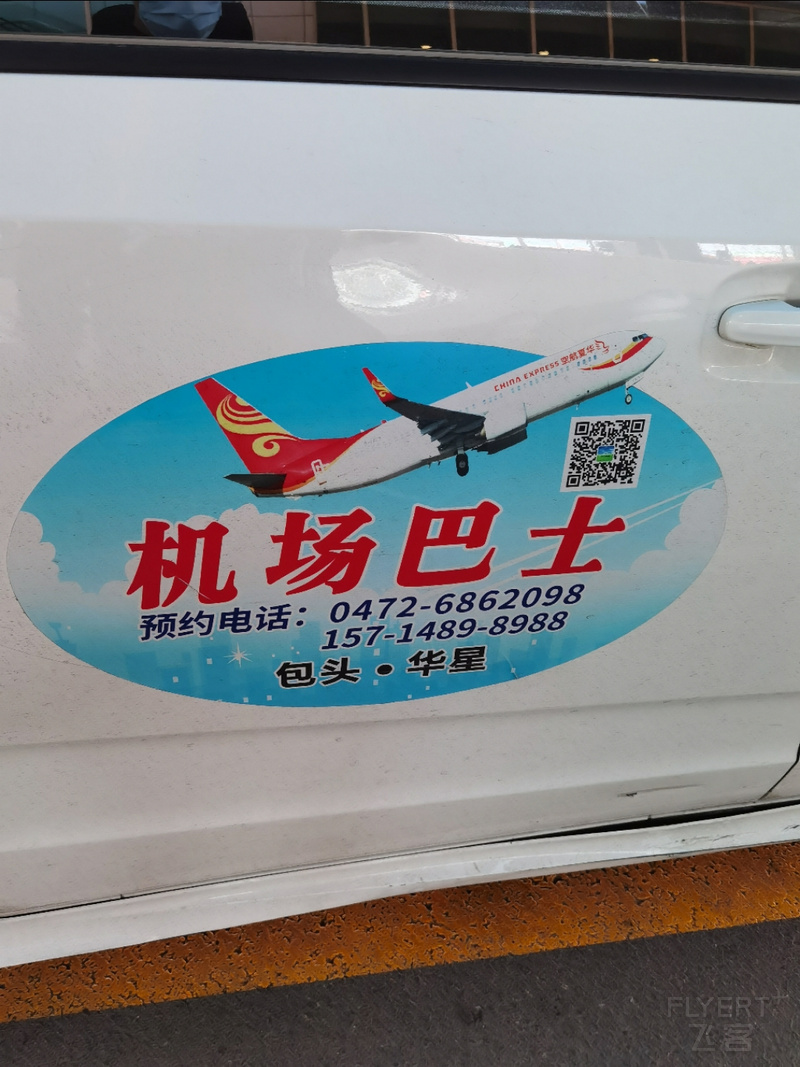 CHINA EXPRESS 空航夏华
机场巴士
预约电话：0472-6862098
157-1489-8988
包头·华星
FLYERT+
飞客